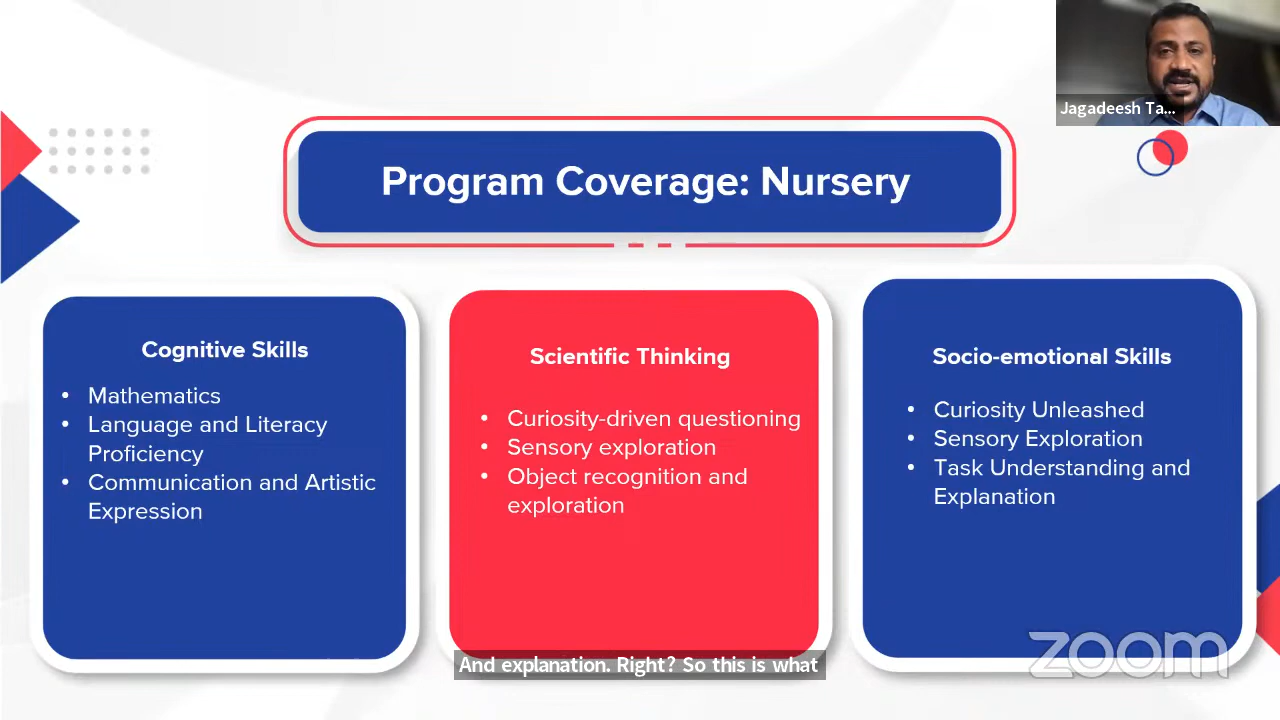 Jagadeesh Ta...
Program Coverage: Nursery
Cognitive Skills
• Mathematics
• Language and Literacy
Proficiency
• Communication and Artistic
Expression
Scientific Thinking
• Curiosity-driven questioning
• Sensory exploration
• Object recognition and
exploration
Socio-emotional Skills
• Curiosity Unleashed
• Sensory Exploration
• Task Understanding and
Explanation
zoom
And explanation. Right? So this is what